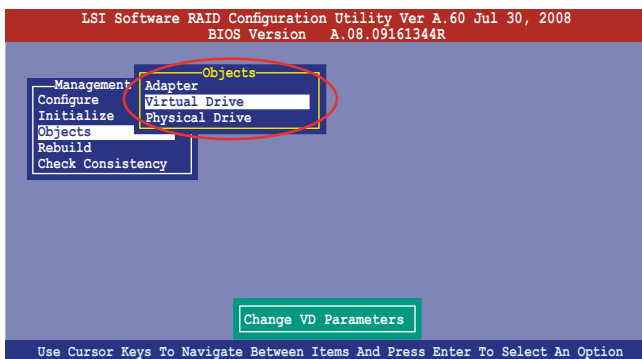 LSI Software RAID Configuration Utility Ver A.60 Jul 30, 2008
BIOS Version A.08.09161344R
Management
Configure
Initialize
Objects
Rebuild
Check Consistency
Objects
Adapter
Virtual Drive
Physical Drive
Change VD Parameters
Use Cursor Keys To Navigate Between Items And Press Enter To Select An Option